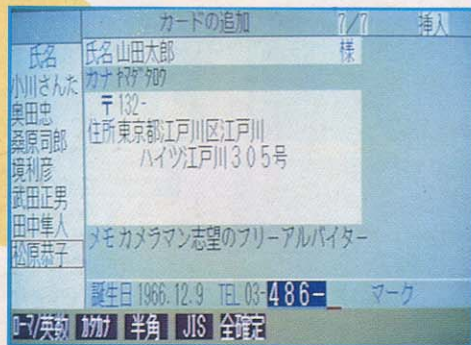 カードの追加 7/7 挿入
氏名
小川さんた
奥田忠
桑原司郎
境利彦
武田正男
田中隼人
松原恭子
氏名 山田太郎 様
カナ ﾔﾏﾀﾞﾀﾛｳ
〒132-
住所 東京都江戸川区江戸川
ハイツ江戸川305号
メモ カメラマン志望のフリーアルバイター
誕生日 1966.12.9 TEL 03-486- マーク
ﾛｰﾏ/英数 ｶﾀｶﾅ 半角 JIS 全確定